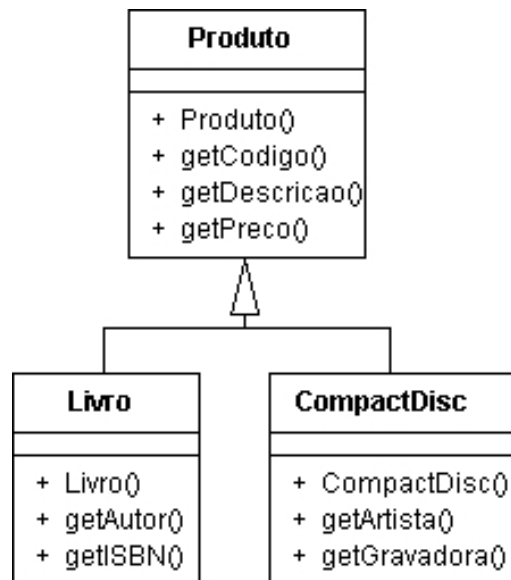 Produto
+ Produto()
+ getCodigo()
+ getDescricao()
+ getPreco()
Livro
+ Livro()
+ getAutor()
+ getISBN()
CompactDisc
+ CompactDisc()
+ getArtista()
+ getGravadora()